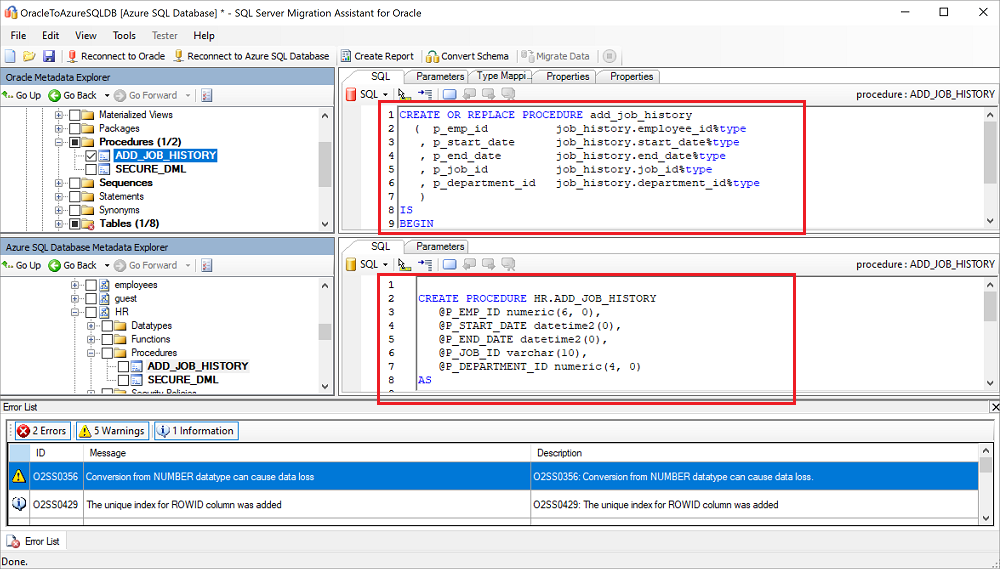 OracleToAzureSQLDB [Azure SQL Database] * - SQL Server Migration Assistant for Oracle
File Edit View Tools Tester Help
Reconnect to Oracle Reconnect to Azure SQL Database Create Report Convert Schema Migrate Data
Oracle Metadata Explorer
Go Up Go Back Go Forward
Materialized Views
Packages
Procedures (1/2)
ADD_JOB_HISTORY
SECURE_DML
Sequences
Statements
Synonyms
Tables (1/8)
SQL Parameters Type Mappi... Properties Properties
SQL procedure : ADD_JOB_HISTORY
1 CREATE OR REPLACE PROCEDURE add_job_history
2 ( p_emp_id job_history.employee_id%type
3 , p_start_date job_history.start_date%type
4 , p_end_date job_history.end_date%type
5 , p_job_id job_history.job_id%type
6 , p_department_id job_history.department_id%type
7 )
8 IS
9 BEGIN
Azure SQL Database Metadata Explorer
Go Up Go Back Go Forward
employees
guest
HR
Datatypes
Functions
Procedures
ADD_JOB_HISTORY
SECURE_DML
Security Policies
SQL Parameters
SQL procedure : ADD_JOB_HISTORY
1
2 CREATE PROCEDURE HR.ADD_JOB_HISTORY
3 @P_EMP_ID numeric(6, 0),
4 @P_START_DATE datetime2(0),
5 @P_END_DATE datetime2(0),
6 @P_JOB_ID varchar(10),
7 @P_DEPARTMENT_ID numeric(4, 0)
8 AS
Error List
2 Errors 5 Warnings 1 Information
ID Message Description
O2SS0356 Conversion from NUMBER datatype can cause data loss O2SS0356: Conversion from NUMBER datatype can cause data loss.
O2SS0429 The unique index for ROWID column was added O2SS0429: The unique index for ROWID column was added
Error List
Done.